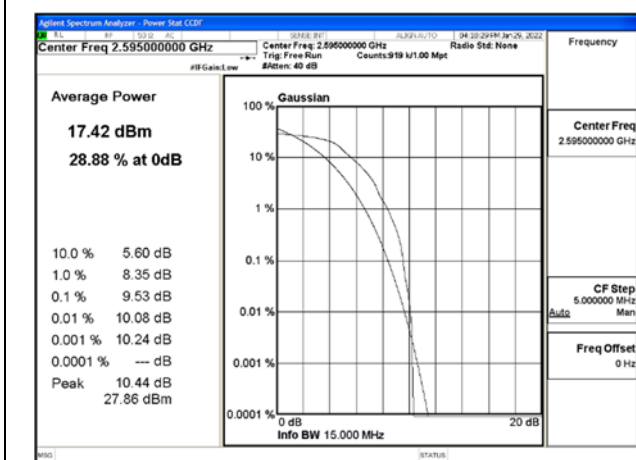 Agilent Spectrum Analyzer - Power Stat CCDF
RL RF 50 Ω AC SENSE:INT ALIGN AUTO 04:10:29 PM Jan 29, 2022
Center Freq 2.595000000 GHz
Center Freq: 2.595000000 GHz Radio Std: None
Trig: Free Run Counts:919 k/1.00 Mpt
#IFGain:Low #Atten: 40 dB
Frequency
Average Power
17.42 dBm
28.88 % at 0dB
10.0 % 5.60 dB
1.0 % 8.35 dB
0.1 % 9.53 dB
0.01 % 10.08 dB
0.001 % 10.24 dB
0.0001 % --- dB
Peak 10.44 dB
27.86 dBm
Gaussian
100 %
10 %
1 %
0.1 %
0.01 %
0.001 %
0.0001 %
0 dB 20 dB
Info BW 15.000 MHz
Center Freq
2.595000000 GHz
CF Step
5.000000 MHz
Auto Man
Freq Offset
0 Hz
MSG STATUS